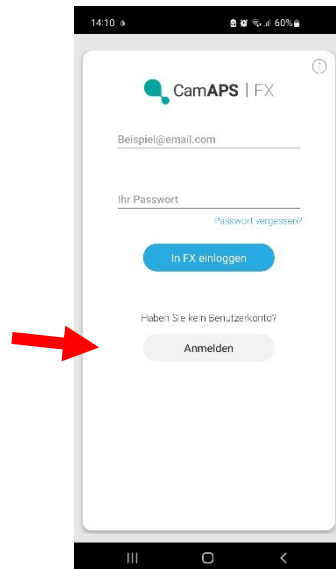 14:10 60%
CamAPS | FX
Beispiel@email.com
Ihr Passwort
Passwort vergessen?
In FX einloggen
Haben Sie kein Benutzerkonto?
Anmelden